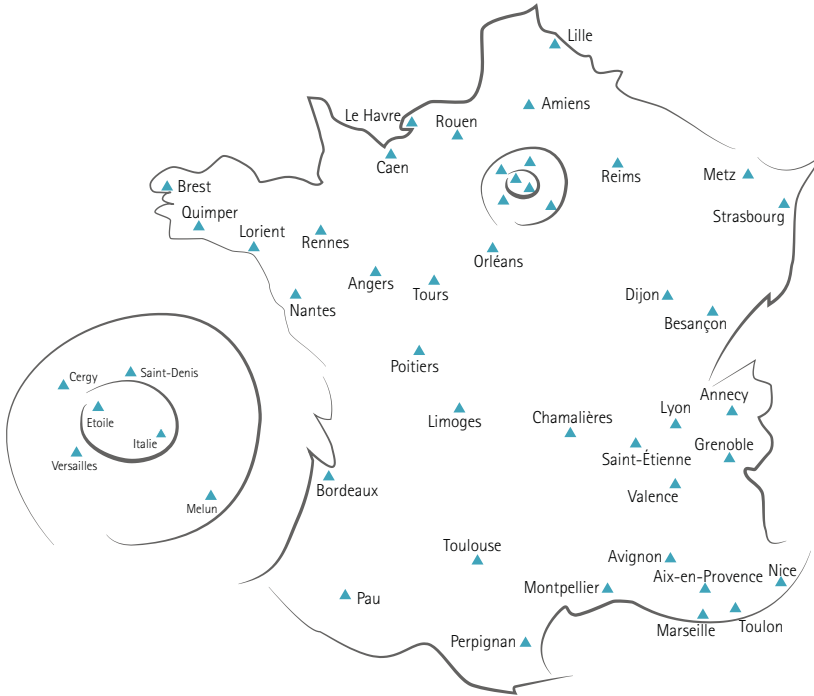 Lille
Amiens
Le Havre
Rouen
Caen
Reims
Metz
Brest
Strasbourg
Quimper
Lorient
Rennes
Orléans
Angers
Tours
Dijon
Nantes
Besançon
Poitiers
Saint-Denis
Cergy
Etoile
Italie
Versailles
Melun
Annecy
Lyon
Limoges
Chamalières
Grenoble
Saint-Étienne
Bordeaux
Valence
Toulouse
Avignon
Aix-en-Provence
Nice
Montpellier
Pau
Marseille
Toulon
Perpignan